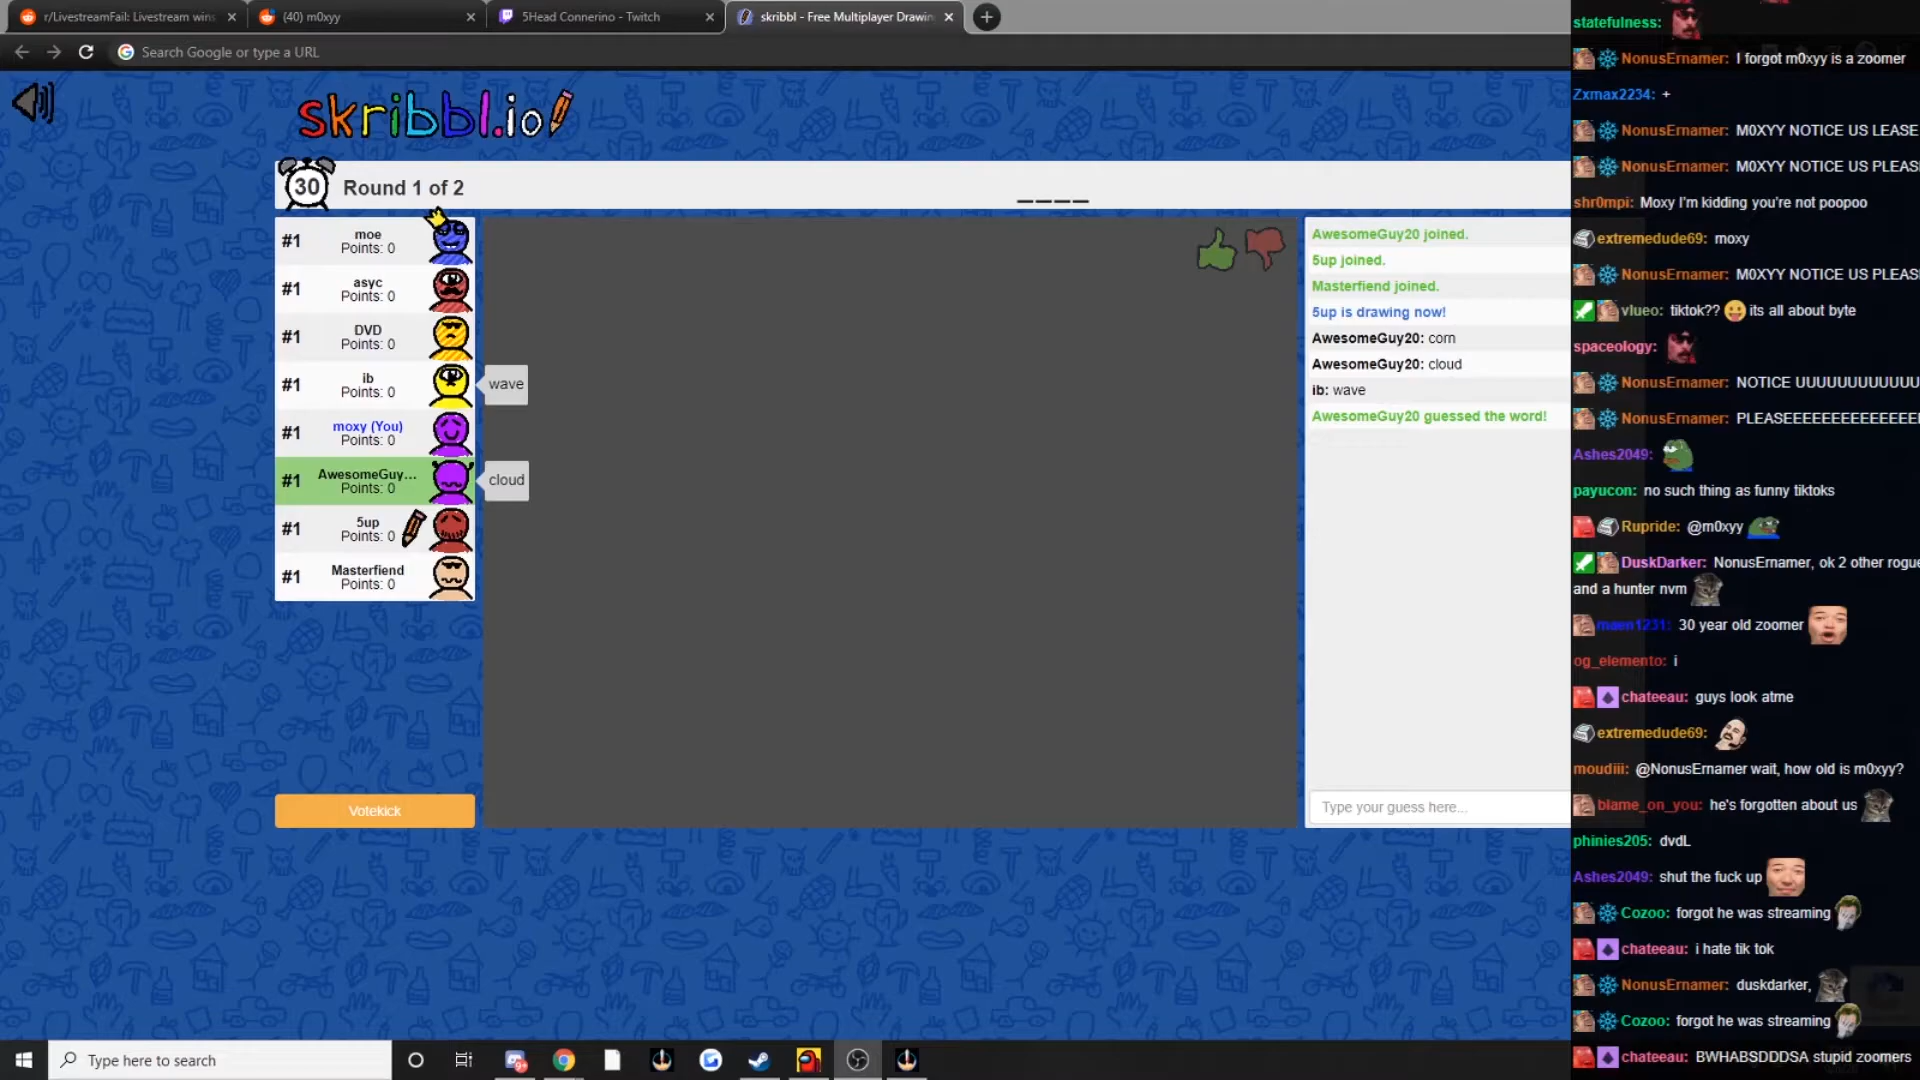 r/LivestreamFail: Livestream wins
(40) m0xyy
5Head Connerino - Twitch
skribbl - Free Multiplayer Drawin
Search Google or type a URL
skribbl.io
30
Round 1 of 2
_ _ _ _
#1 moe
Points: 0
#1 asyc
Points: 0
#1 DVD
Points: 0
#1 ib
Points: 0
wave
#1 moxy (You)
Points: 0
#1 AwesomeGuy...
Points: 0
cloud
#1 5up
Points: 0
#1 Masterfiend
Points: 0
Votekick
AwesomeGuy20 joined.
5up joined.
Masterfiend joined.
5up is drawing now!
AwesomeGuy20: corn
AwesomeGuy20: cloud
ib: wave
AwesomeGuy20 guessed the word!
Type your guess here...
statefulness:
NonusErnamer: I forgot m0xyy is a zoomer
Zxmax2234: +
NonusErnamer: M0XYY NOTICE US LEASE
NonusErnamer: M0XYY NOTICE US PLEAS
shr0mpi: Moxy I'm kidding you're not poopoo
extremedude69: moxy
NonusErnamer: M0XYY NOTICE US PLEAS
vlueo: tiktok?? 😛 its all about byte
spaceology:
NonusErnamer: NOTICE UUUUUUUUUUUU
NonusErnamer: PLEASEEEEEEEEEEEEEE
Ashes2049:
payucon: no such thing as funny tiktoks
Rupride: @m0xyy
DuskDarker: NonusErnamer, ok 2 other rogue
and a hunter nvm
maen1231: 30 year old zoomer
og_elemento: i
chateeau: guys look atme
extremedude69:
moudiii: @NonusErnamer wait, how old is m0xyy?
blame_on_you: he's forgotten about us
phinies205: dvdL
Ashes2049: shut the fuck up
Cozoo: forgot he was streaming
chateeau: i hate tik tok
NonusErnamer: duskdarker,
Cozoo: forgot he was streaming
chateeau: BWHABSDDDSA stupid zoomers
Type here to search